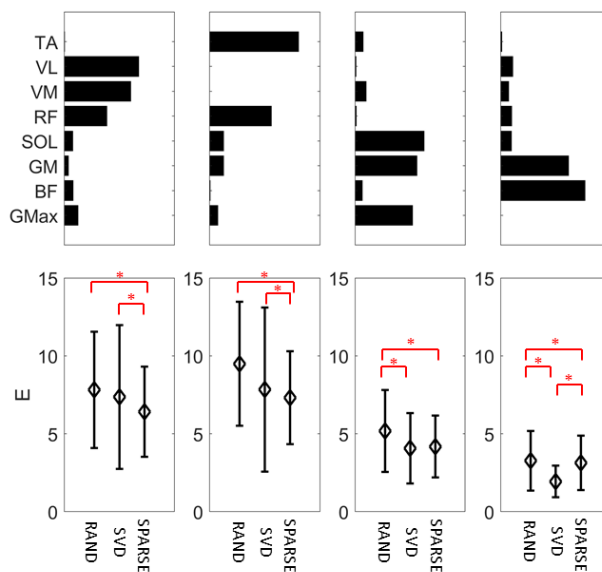 TA
VL
VM
RF
SOL
GM
BF
GMax
* * * *
* * * * *
15 15 15 15
10 10 10 10
E
5 5 5 5
0 0 0 0
RAND SVD SPARSE RAND SVD SPARSE RAND SVD SPARSE RAND SVD SPARSE